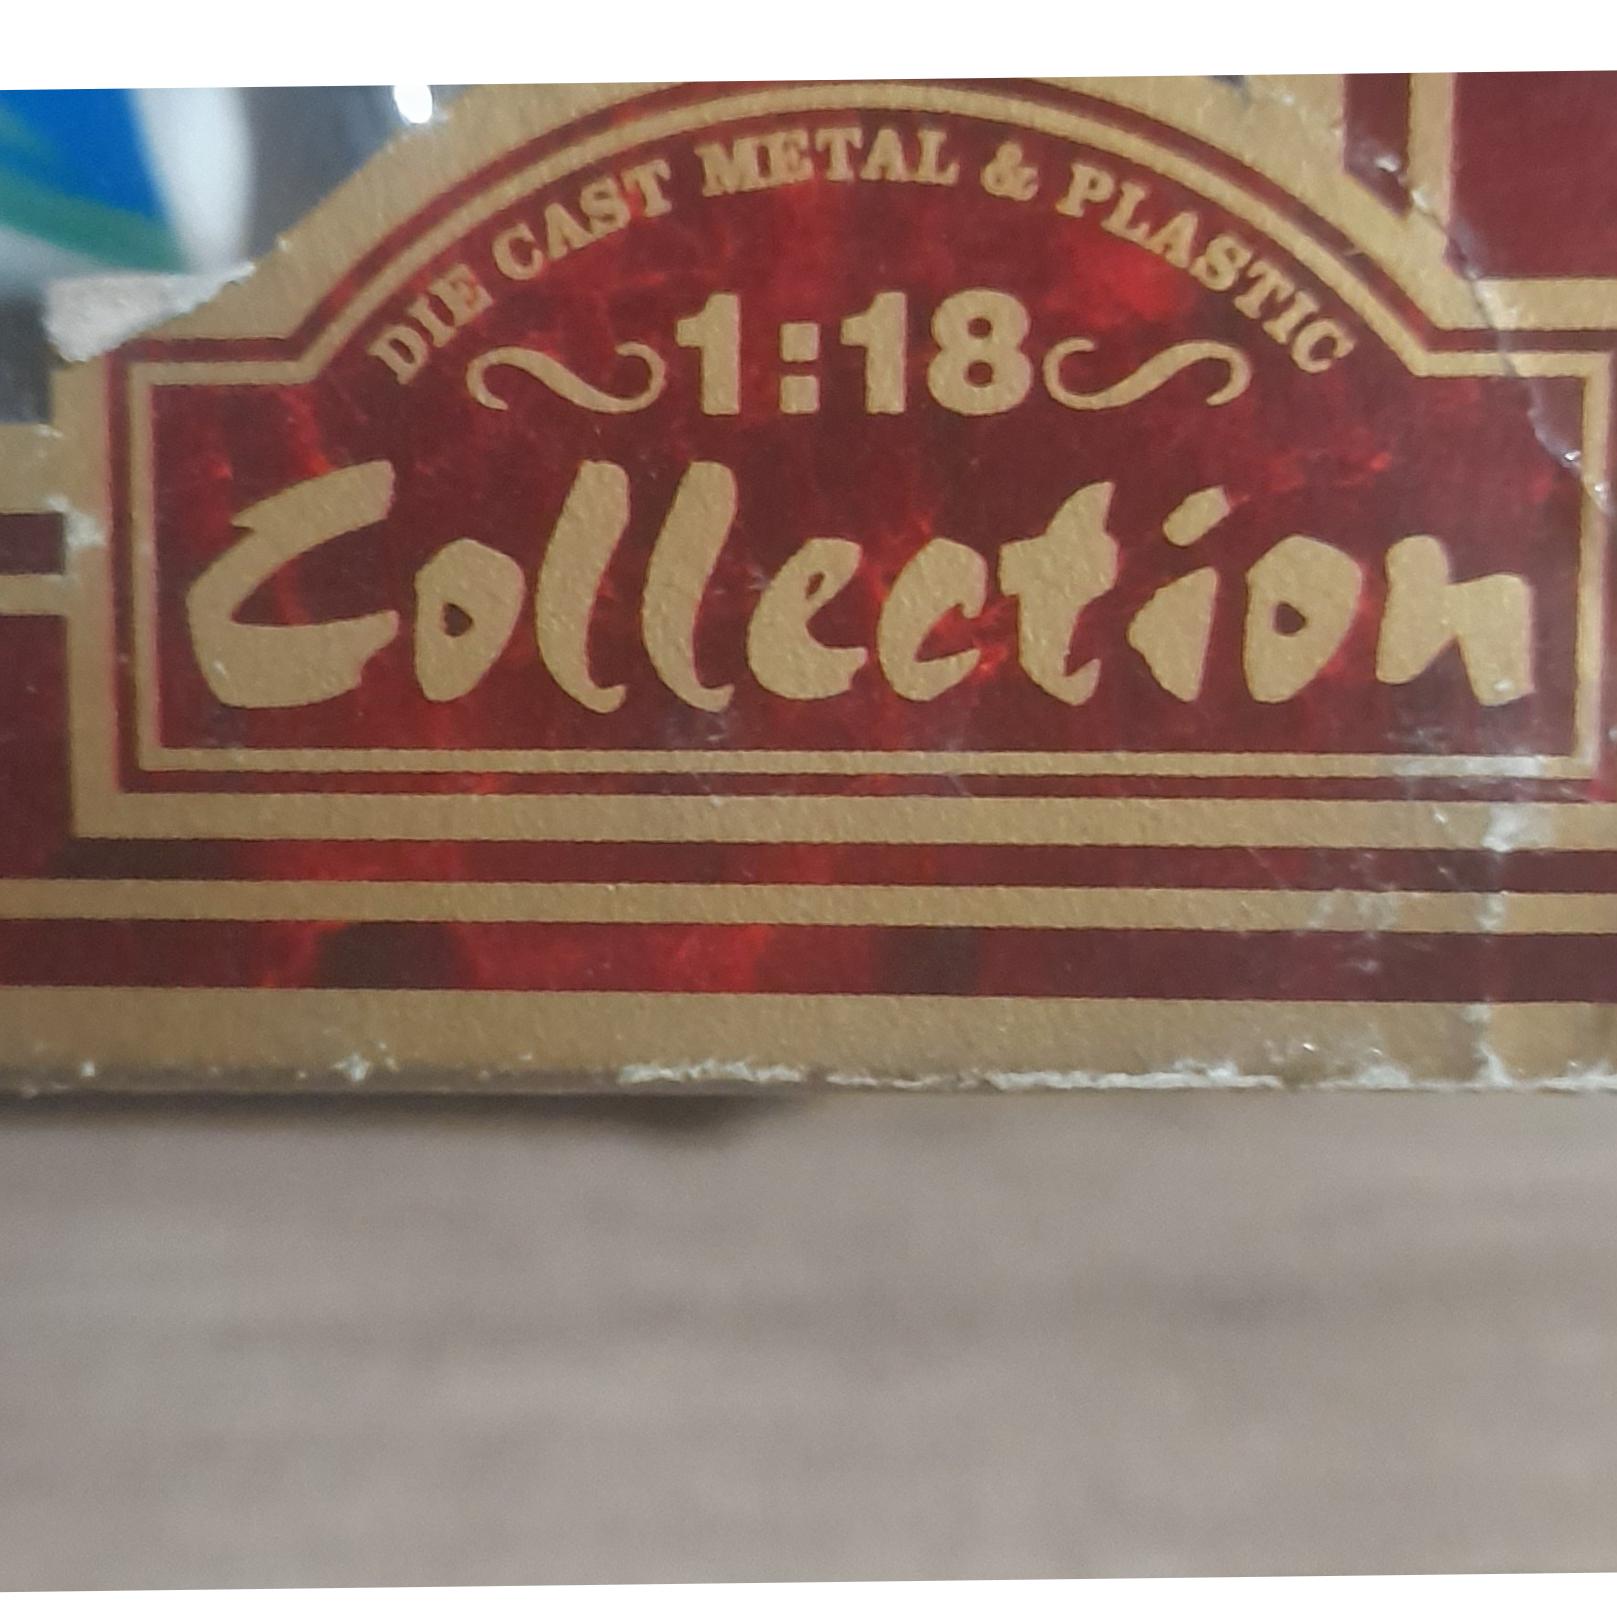 DIE CAST METAL & PLASTIC
1:18
Collection